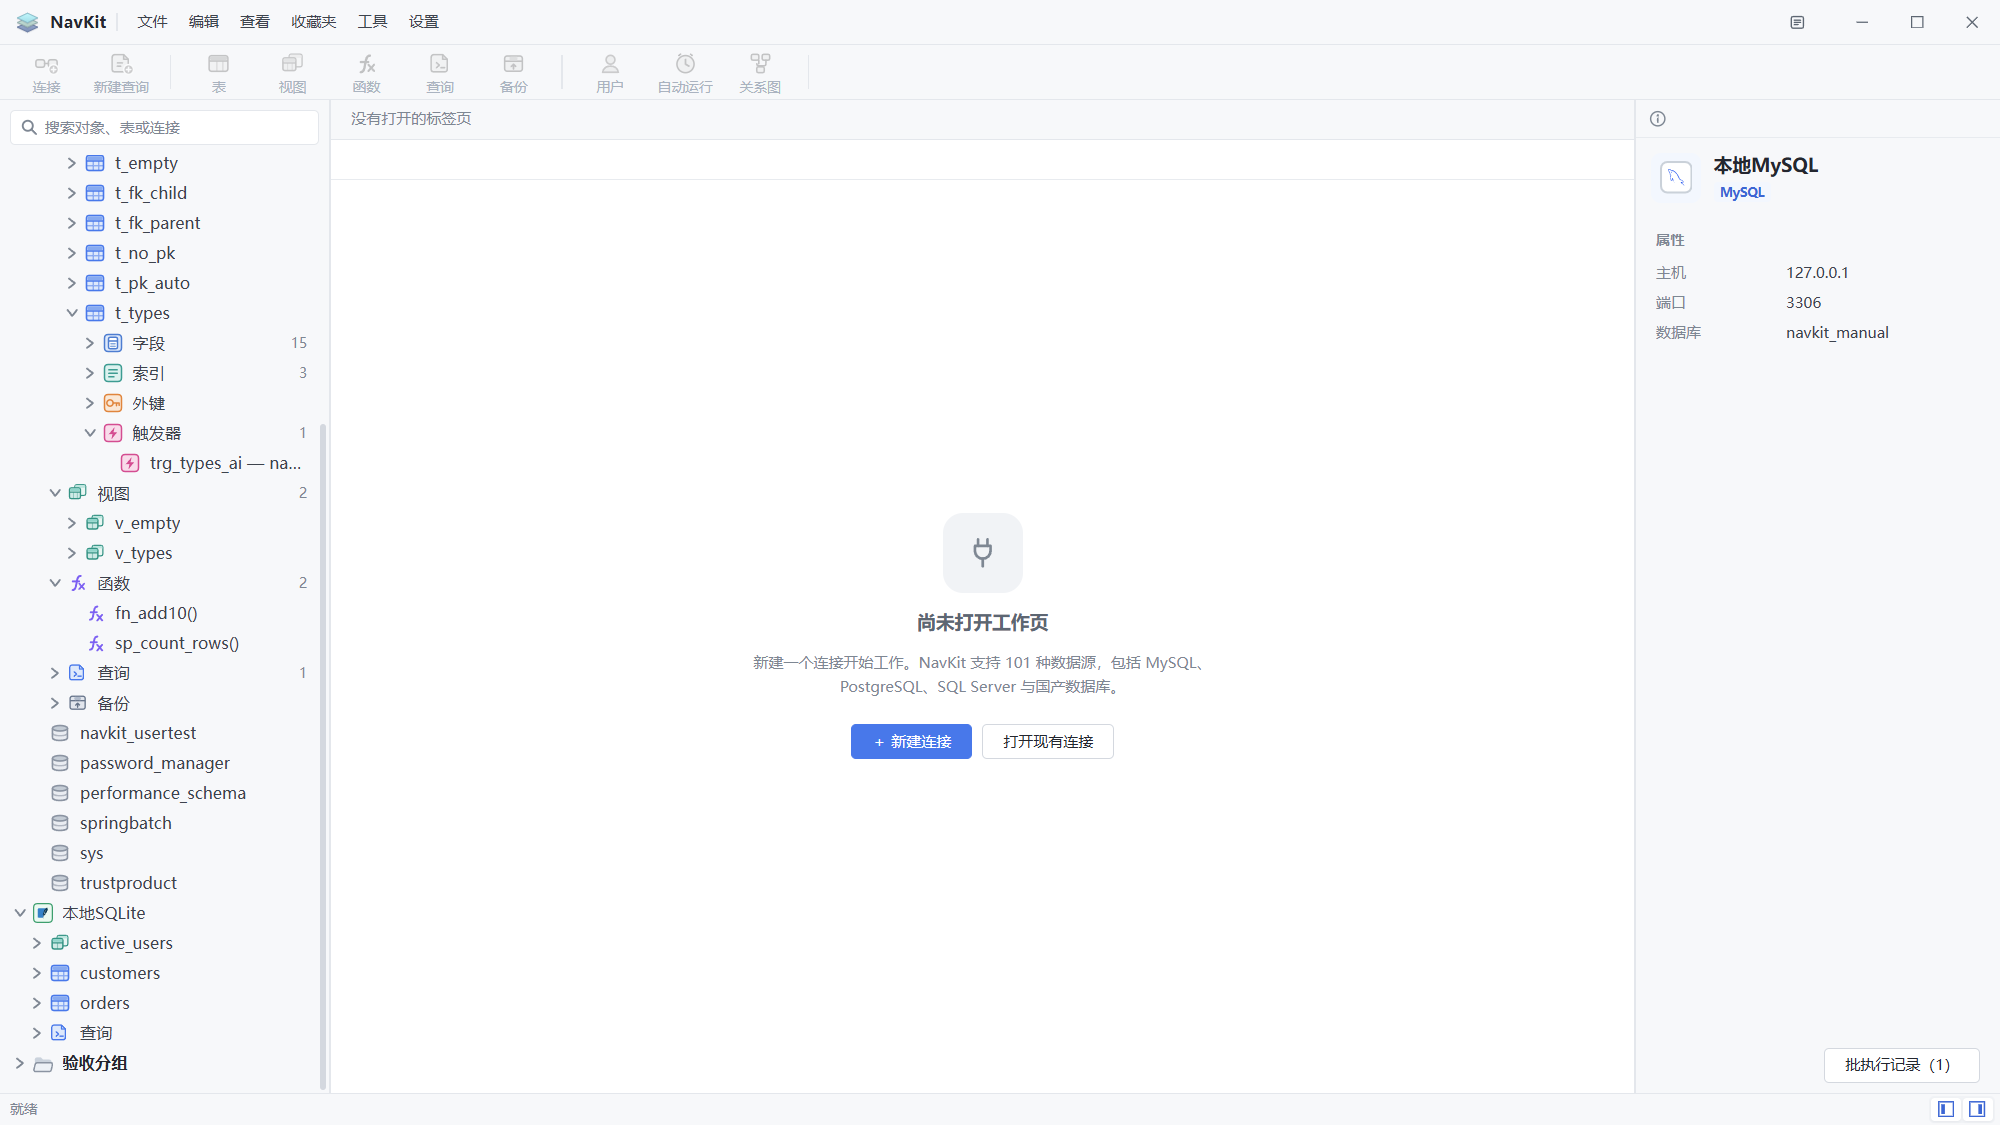 NavKit 文件 编辑 查看 收藏夹 工具 设置
连接 新建查询 表 视图 函数 查询 备份 用户 自动运行 关系图
搜索对象、表或连接
t_empty
t_fk_child
t_fk_parent
t_no_pk
t_pk_auto
t_types
字段 15
索引 3
外键
触发器 1
trg_types_ai — na...
视图 2
v_empty
v_types
函数 2
fn_add10()
sp_count_rows()
查询 1
备份
navkit_usertest
password_manager
performance_schema
springbatch
sys
trustproduct
本地SQLite
active_users
customers
orders
查询
验收分组
没有打开的标签页
尚未打开工作页
新建一个连接开始工作。NavKit 支持 101 种数据源，包括 MySQL、
PostgreSQL、SQL Server 与国产数据库。
+ 新建连接 打开现有连接
本地MySQL
MySQL
属性
主机 127.0.0.1
端口 3306
数据库 navkit_manual
批执行记录（1）
就绪